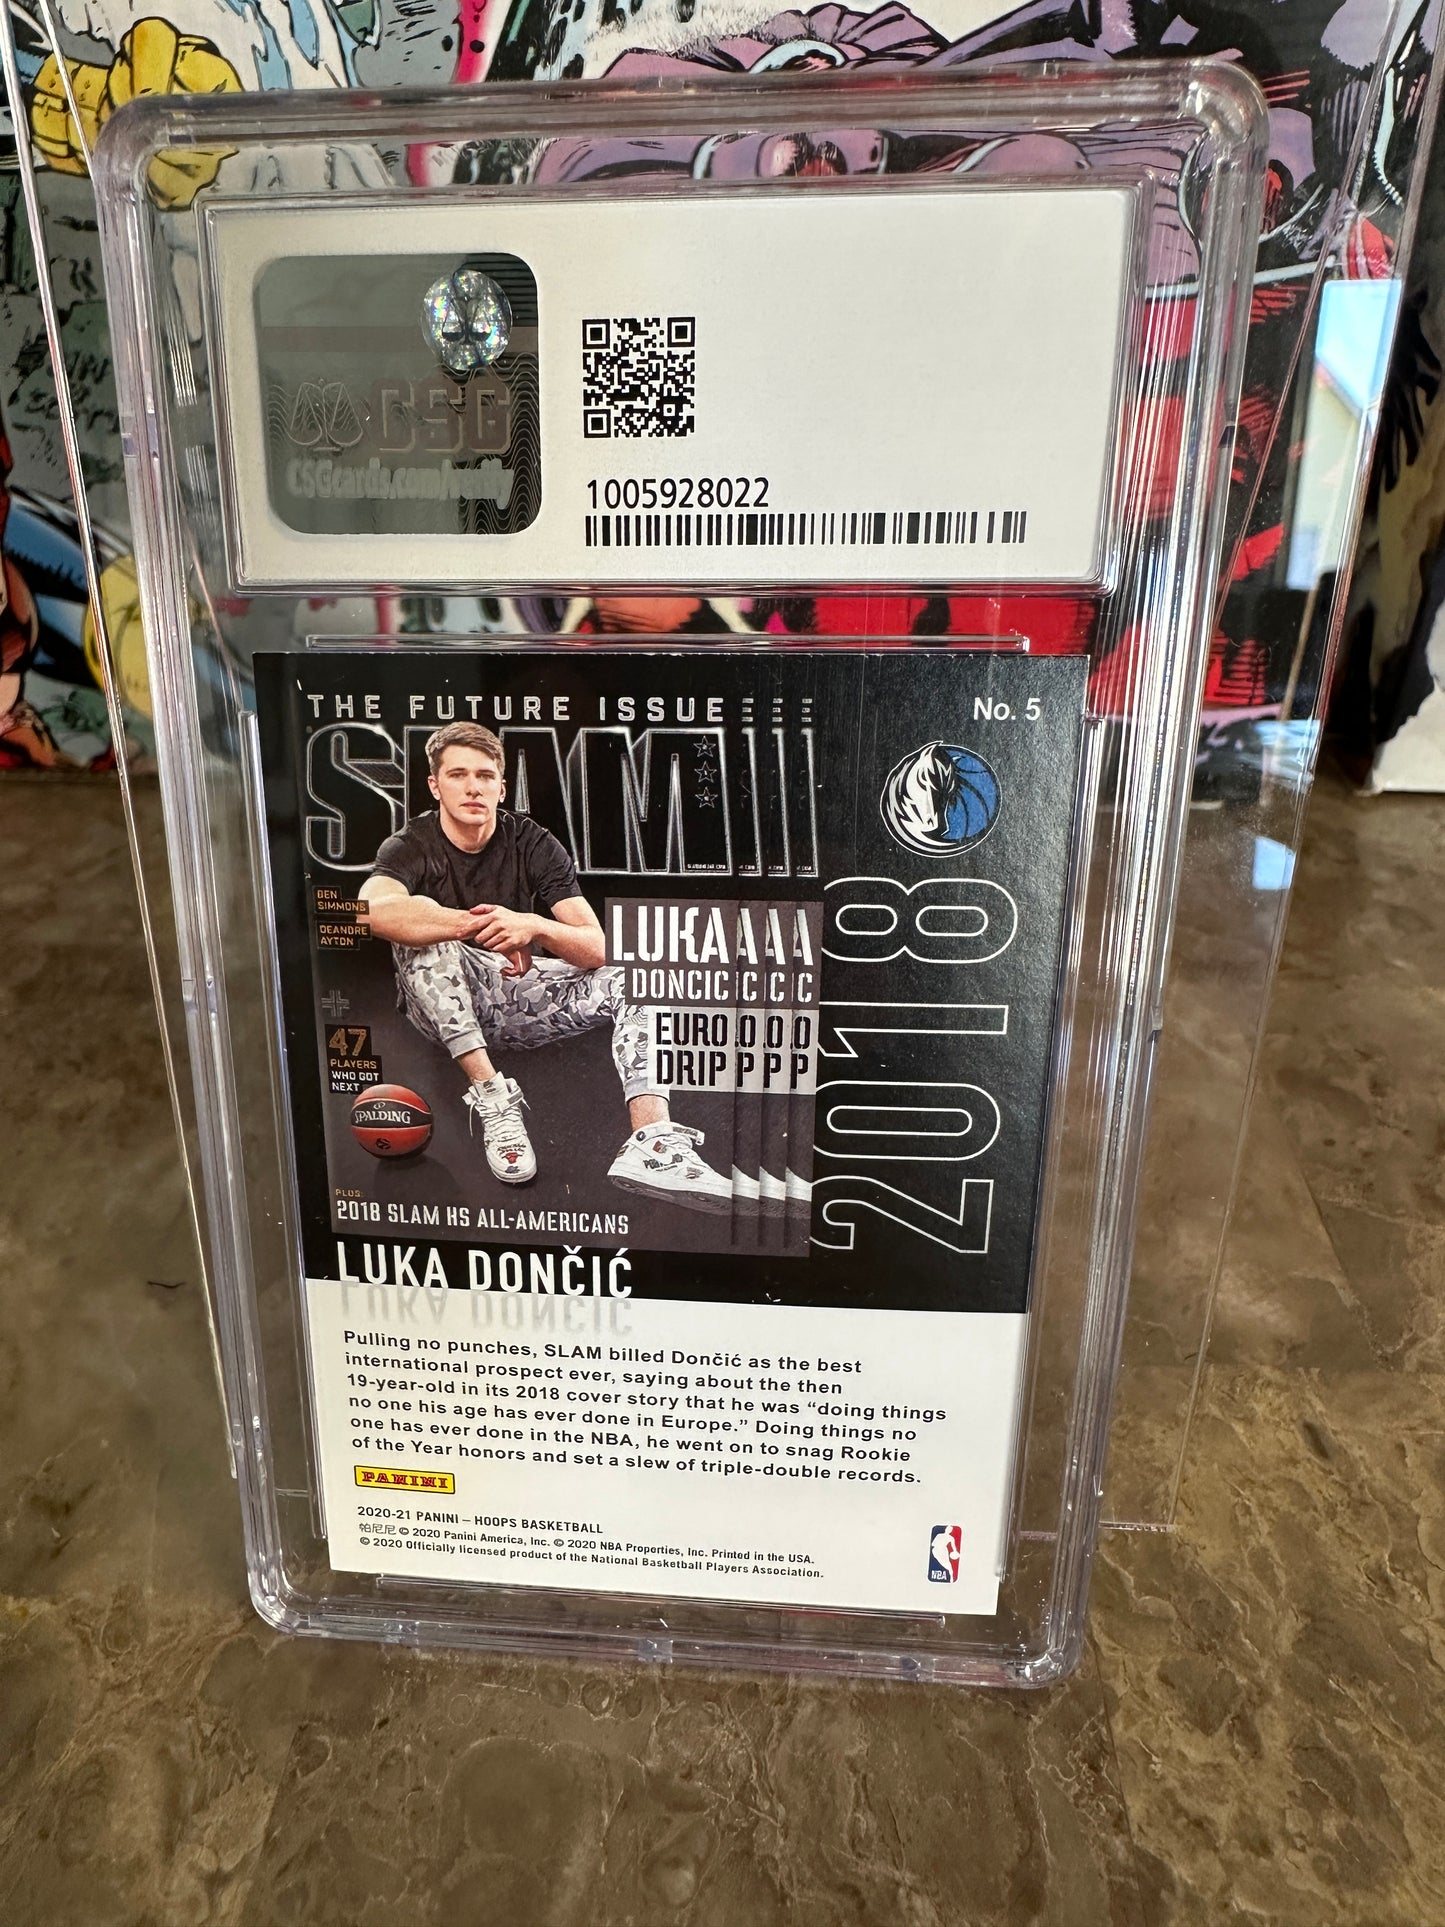 CSG
CSGcards.com/verify
1005928022
THE FUTURE ISSUE
No. 5
SLAM
BEN
SIMMONS
DEANDRE
AYTON
47
PLAYERS
WHO GOT
NEXT
SPALDING
LUKA
DONCIC
EURO
DRIP
2018
PLUS:
2018 SLAM HS ALL-AMERICANS
LUKA DONČIĆ
Pulling no punches, SLAM billed Dončić as the best
international prospect ever, saying about the then
19-year-old in its 2018 cover story that he was “doing things
no one his age has ever done in Europe.” Doing things no
one has ever done in the NBA, he went on to snag Rookie
of the Year honors and set a slew of triple-double records.
PANINI
2020-21 PANINI – HOOPS BASKETBALL
帕尼尼 © 2020 Panini America, Inc. © 2020 NBA Properties, Inc. Printed in the USA.
© 2020 Officially licensed product of the National Basketball Players Association.
NBA